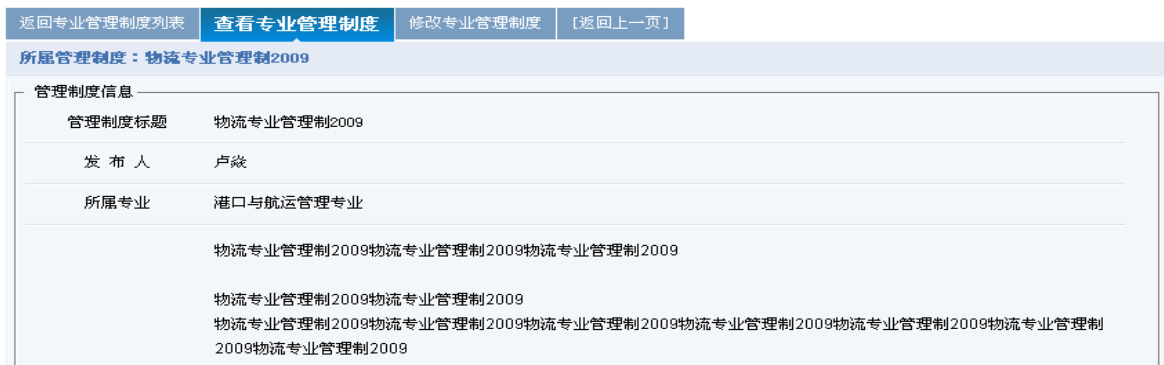 返回专业管理制度列表 查看专业管理制度 修改专业管理制度 [返回上一页]
所属管理制度：物流专业管理制2009
管理制度信息
管理制度标题 物流专业管理制2009
发 布 人 卢焱
所属专业 港口与航运管理专业
物流专业管理制2009物流专业管理制2009物流专业管理制2009
物流专业管理制2009物流专业管理制2009
物流专业管理制2009物流专业管理制2009物流专业管理制2009物流专业管理制2009物流专业管理制2009物流专业管理制
2009物流专业管理制2009